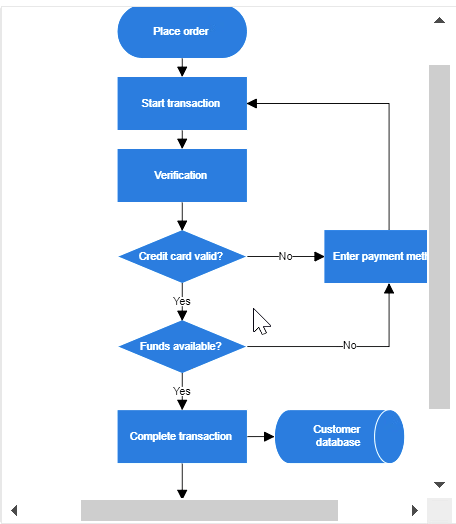 Place order
Start transaction
Verification
Credit card valid?
No
Enter payment
Yes
Funds available?
No
Yes
Complete transaction
Customer
database